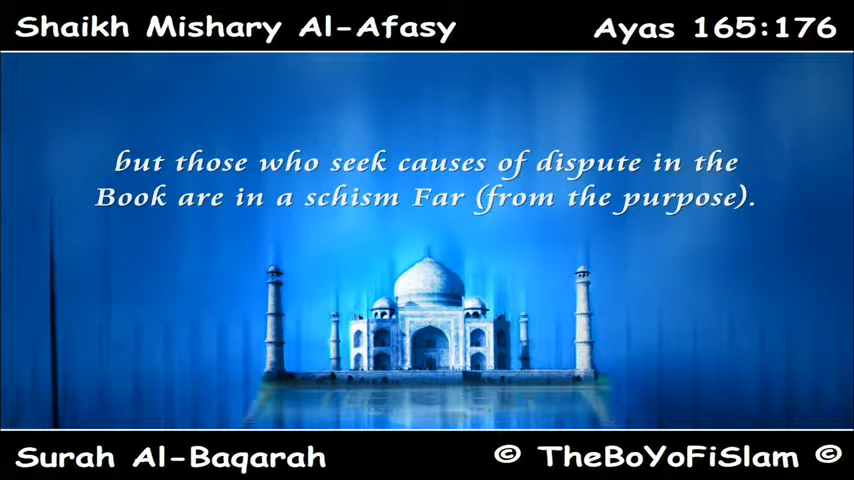 Shaikh Mishary Al-Afasy
Ayas 165:176
but those who seek causes of dispute in the
Book are in a schism Far (from the purpose).
Surah Al-Baqarah
© TheBoYoFiSlam ©